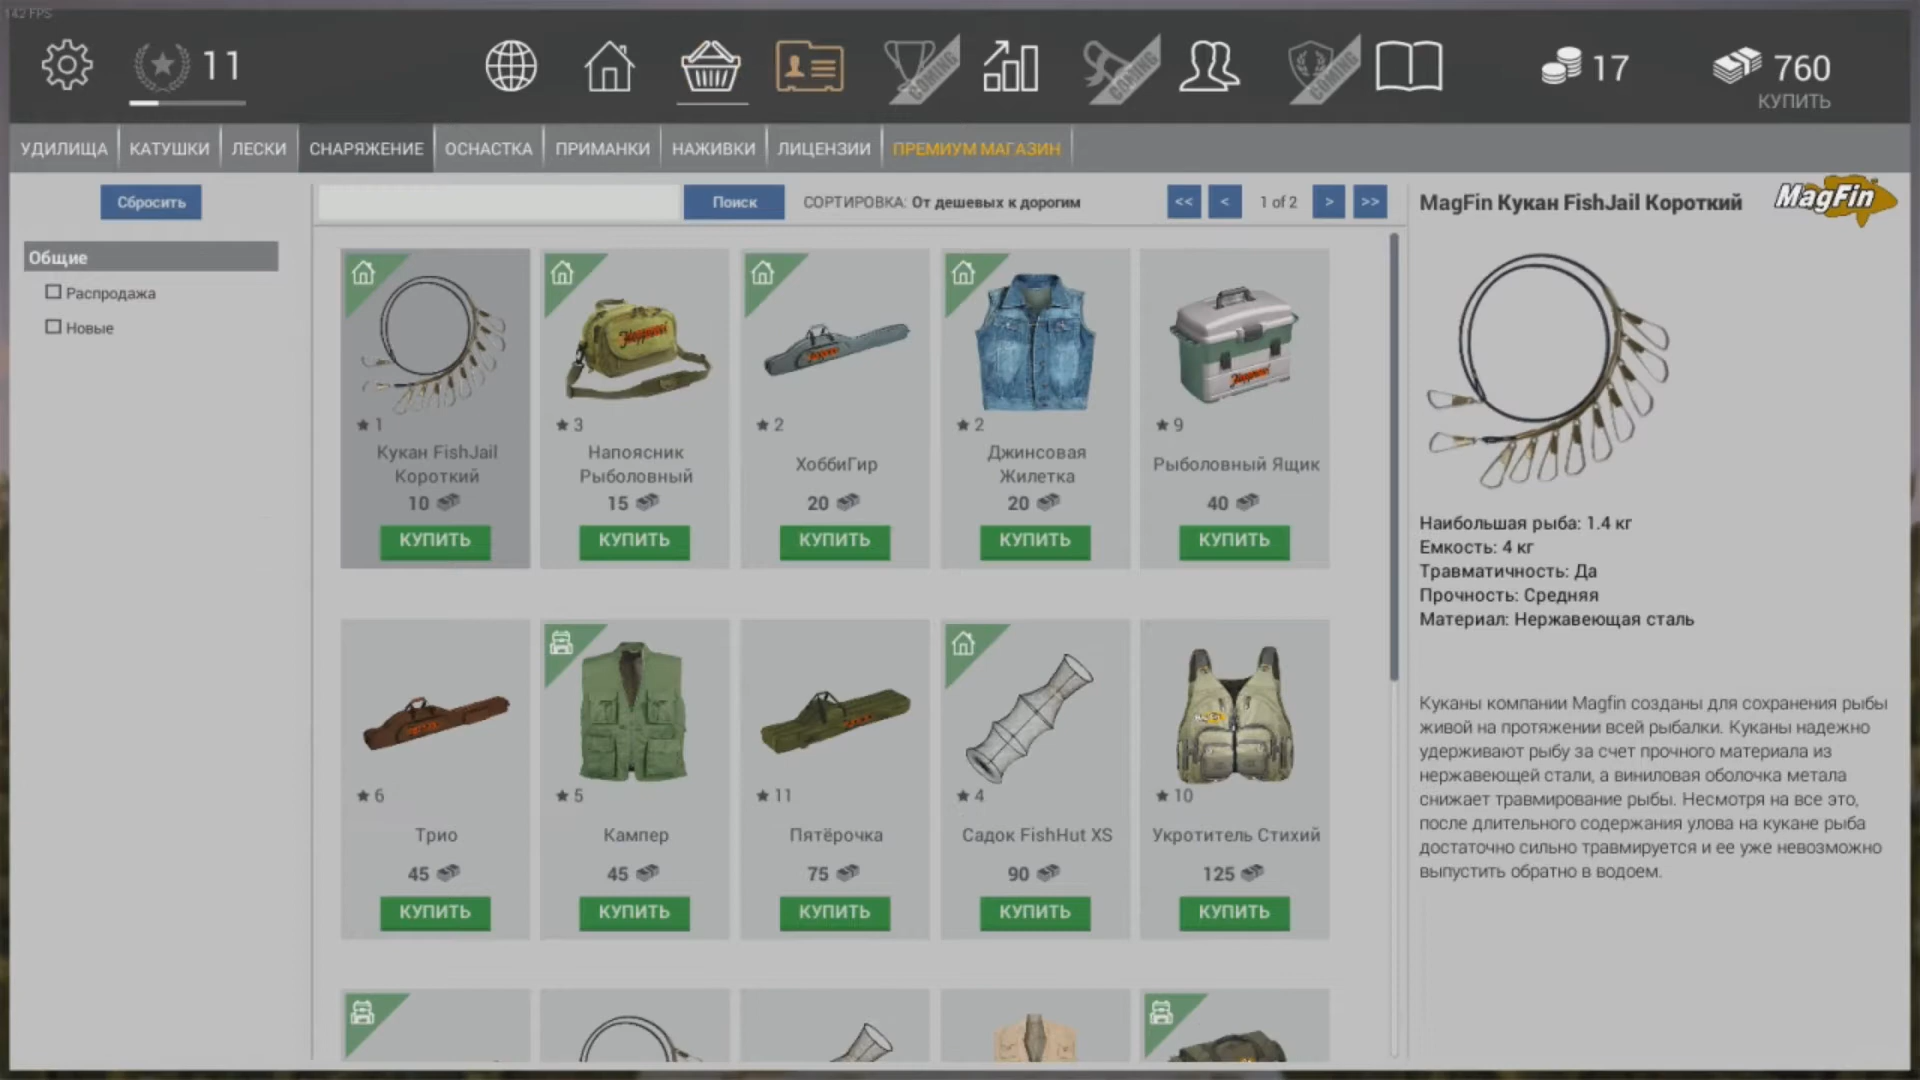 142 FPS
11
COMING
COMING
COMING
17
760
КУПИТЬ
УДИЛИЩА
КАТУШКИ
ЛЕСКИ
СНАРЯЖЕНИЕ
ОСНАСТКА
ПРИМАНКИ
НАЖИВКИ
ЛИЦЕНЗИИ
ПРЕМИУМ МАГАЗИН
Сбросить
Общие
Распродажа
Новые
Поиск
СОРТИРОВКА: От дешевых к дорогим
<<
<
1 of 2
>
>>
1
Кукан FishJail
Короткий
10
КУПИТЬ
3
Напоясник
Рыболовный
15
КУПИТЬ
2
ХоббиГир
20
КУПИТЬ
2
Джинсовая
Жилетка
20
КУПИТЬ
9
Рыболовный Ящик
40
КУПИТЬ
6
Трио
45
КУПИТЬ
5
Кампер
45
КУПИТЬ
11
Пятёрочка
75
КУПИТЬ
4
Садок FishHut XS
90
КУПИТЬ
MagFin
10
Укротитель Стихий
125
КУПИТЬ
MagFin Кукан FishJail Короткий
MagFin
Наибольшая рыба: 1.4 кг
Емкость: 4 кг
Травматичность: Да
Прочность: Средняя
Материал: Нержавеющая сталь
Куканы компании Magfin созданы для сохранения рыбы
живой на протяжении всей рыбалки. Куканы надежно
удерживают рыбу за счет прочного материала из
нержавеющей стали, а виниловая оболочка метала
снижает травмирование рыбы. Несмотря на все это,
после длительного содержания улова на кукане рыба
достаточно сильно травмируется и ее уже невозможно
выпустить обратно в водоем.